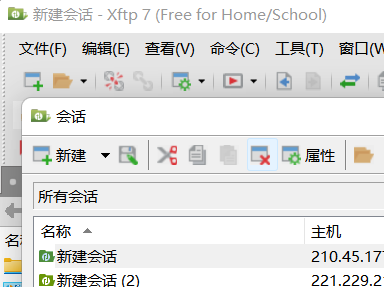 新建会话 - Xftp 7 (Free for Home/School)
文件(F) 编辑(E) 查看(V) 命令(C) 工具(T) 窗口(W
会话
新建 属性
所有会话
名称 主机
新建会话 210.45.17
新建会话 (2) 221.229.2